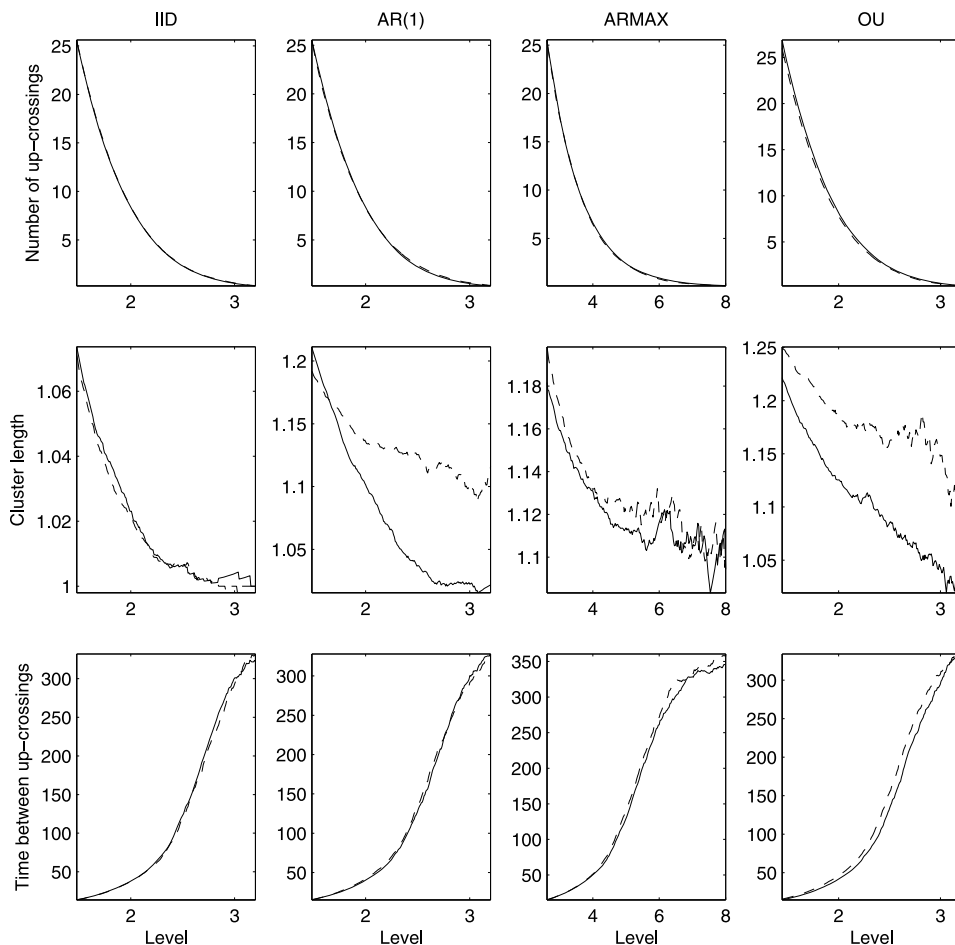 IID AR(1) ARMAX OU
Number of up-crossings
25 20 15 10 5
2 3
25 20 15 10 5
2 3
25 20 15 10 5
4 6 8
25 20 15 10 5
2 3
Cluster length
1.06 1.04 1.02 1
2 3
1.2 1.15 1.1 1.05
2 3
1.18 1.16 1.14 1.12 1.1
4 6 8
1.25 1.2 1.15 1.1 1.05
2 3
Time between up-crossings
300 250 200 150 100 50
2 3
Level
300 250 200 150 100 50
2 3
Level
350 300 250 200 150 100 50
4 6 8
Level
300 250 200 150 100 50
2 3
Level